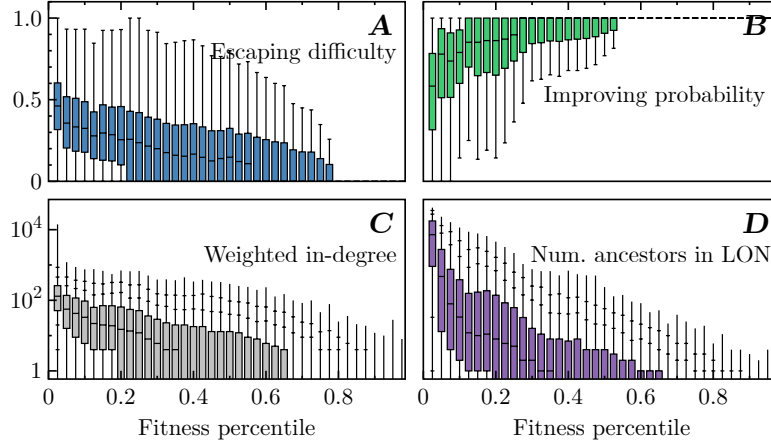 1.0
A
B
Escaping difficulty
Improving probability
0.5
0
10^4
C
D
Weighted in-degree
Num. ancestors in LON
10^2
1
0 0.2 0.4 0.6 0.8
0 0.2 0.4 0.6 0.8
Fitness percentile
Fitness percentile